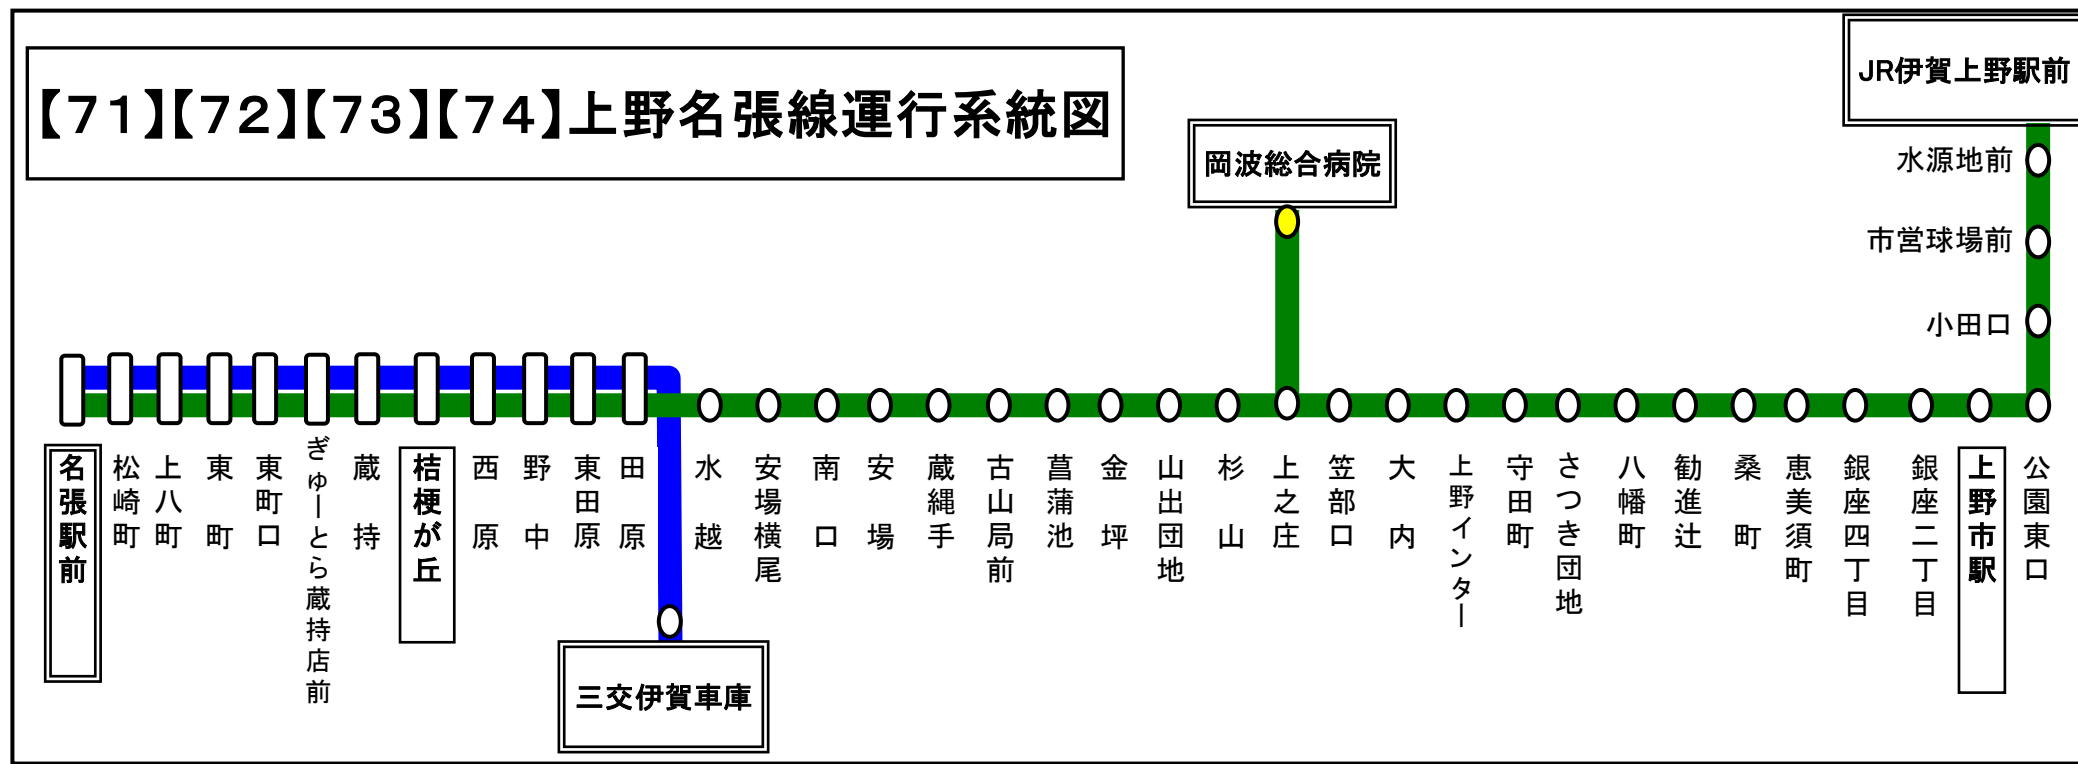 【71】【72】【73】【74】上野名張線運行系統図
JR伊賀上野駅前
岡波総合病院
水源地前
市営球場前
小田口
名張駅前
松崎町
上八町
東町
東町口
ぎゅーとら蔵持店前
蔵持
桔梗が丘
西原
野中
東田原
田原
水越
安場横尾
南口
安場
蔵縄手
古山局前
菖蒲池
金坪
山出団地
杉山
上之庄
笠部口
大内
上野インター
守田町
さつき団地
八幡町
勧進辻
桑町
恵美須町
銀座四丁目
銀座二丁目
上野市駅
公園東口
三交伊賀車庫